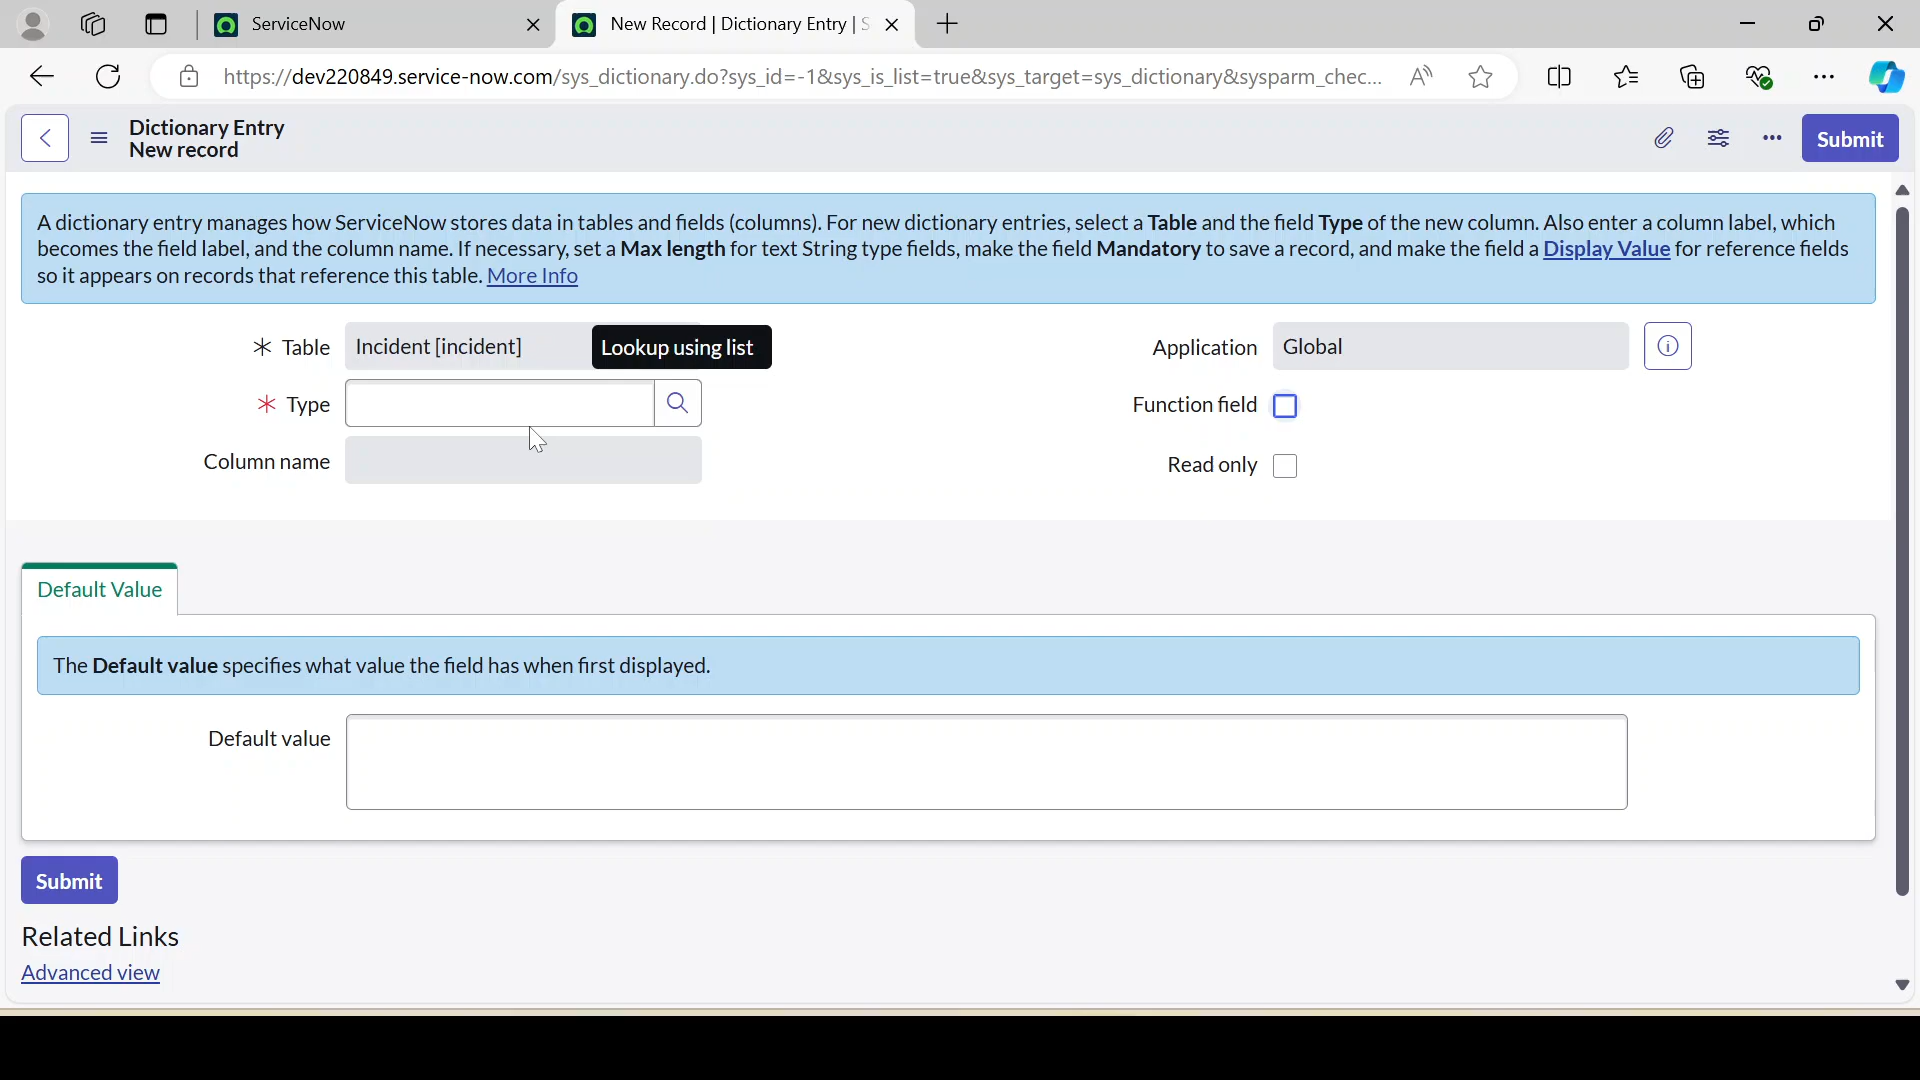 ServiceNow
New Record | Dictionary Entry | S
https://dev220849.service-now.com/sys_dictionary.do?sys_id=-1&sys_is_list=true&sys_target=sys_dictionary&sysparm_chec...
Dictionary Entry
New record
Submit
A dictionary entry manages how ServiceNow stores data in tables and fields (columns). For new dictionary entries, select a Table and the field Type of the new column. Also enter a column label, which
becomes the field label, and the column name. If necessary, set a Max length for text String type fields, make the field Mandatory to save a record, and make the field a Display Value for reference fields
so it appears on records that reference this table. More Info
Table Incident [incident] Lookup using list
Application Global
Type
Function field
Column name
Read only
Default Value
The Default value specifies what value the field has when first displayed.
Default value
Submit
Related Links
Advanced view